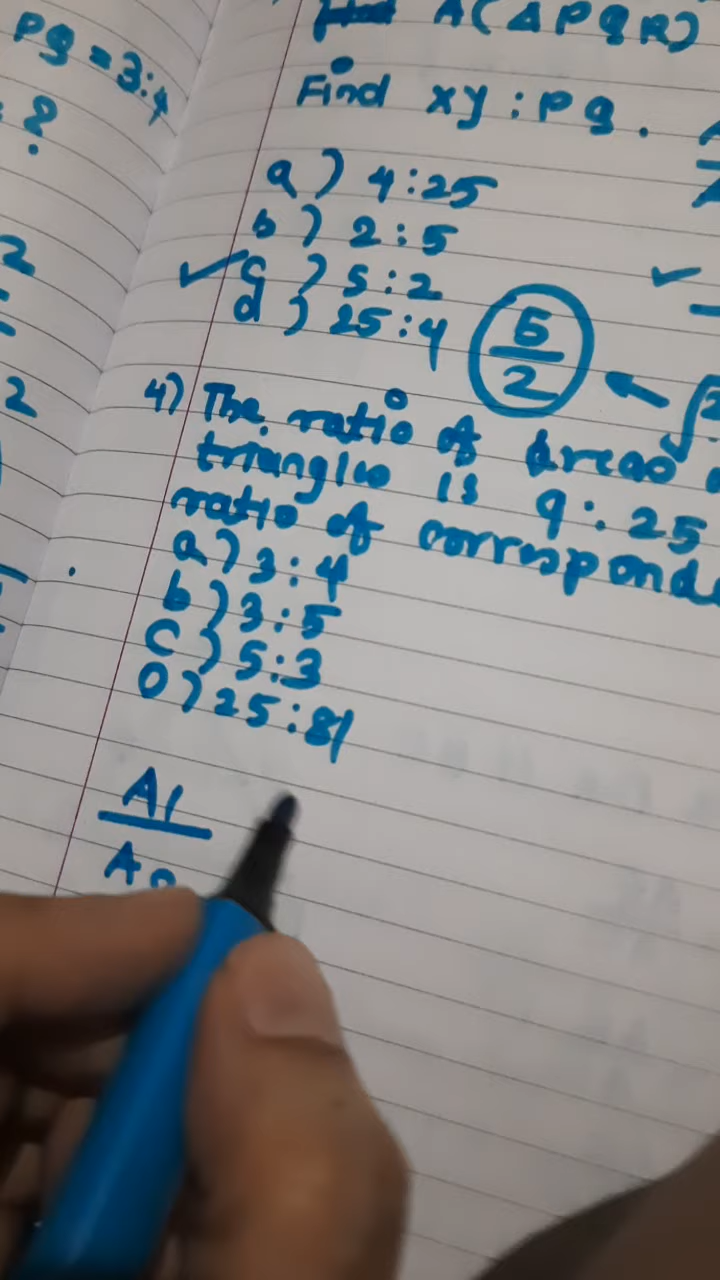 PQ = 3:4
: ?
2
2
A(ΔPQR)
Find xy : PQ.
a) 4:25
b) 2:5
✓ c) 5:2
d) 25:4
5/2 ←
4) The ratio of Areas
triangles is 9:25
ratio of correspond
a) 3:4
b) 3:5
c) 5:3
D) 25:81
A1
A2